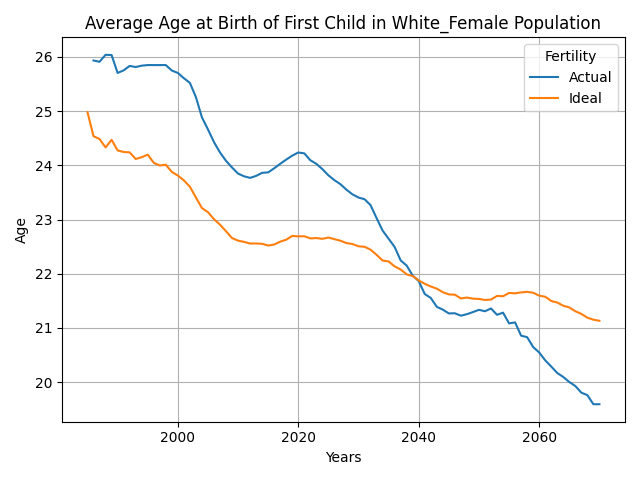 Average Age at Birth of First Child in White_Female Population
Fertility
Actual
Ideal
Age
26
25
24
23
22
21
20
2000
2020
2040
2060
Years